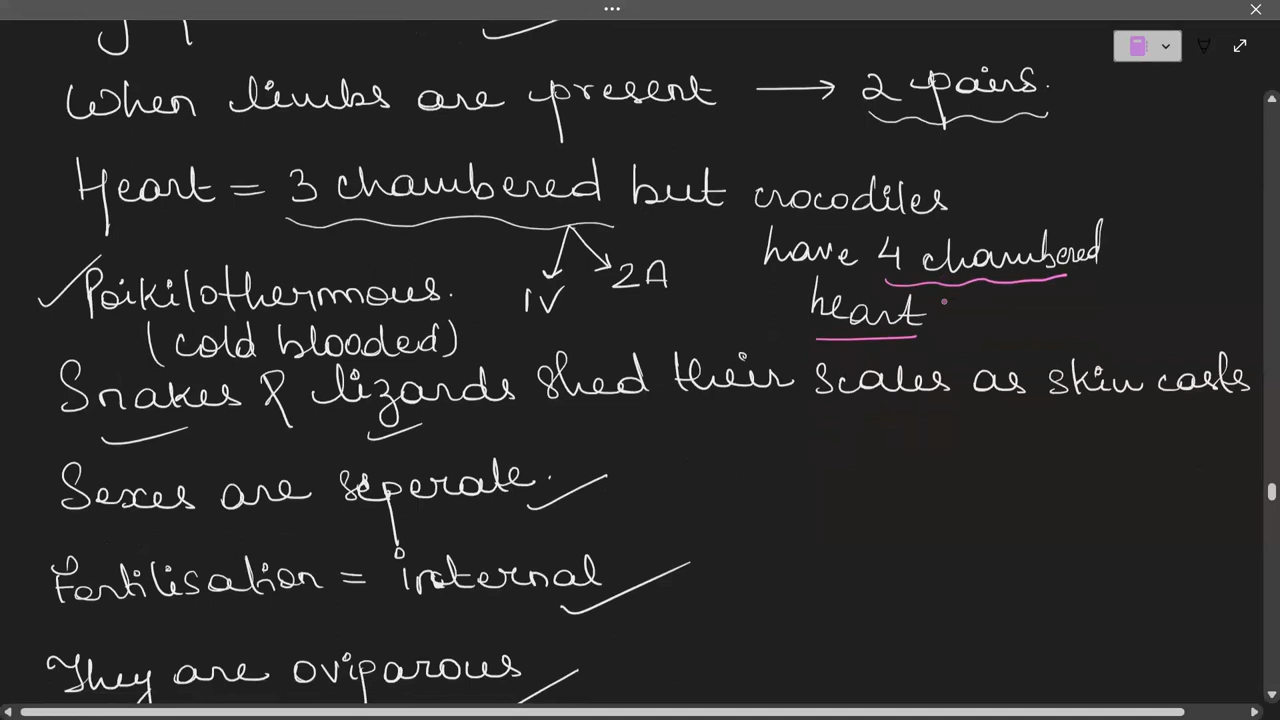 When limbs are present → 2 pairs.
Heart = 3 chambered but crocodiles
have 4 chambered
heart
1V 2A
Poikilothermous.
(cold blooded)
Snakes & lizards shed their scales as skin casts
Sexes are seperate.
Fertilisation = internal
They are oviparous